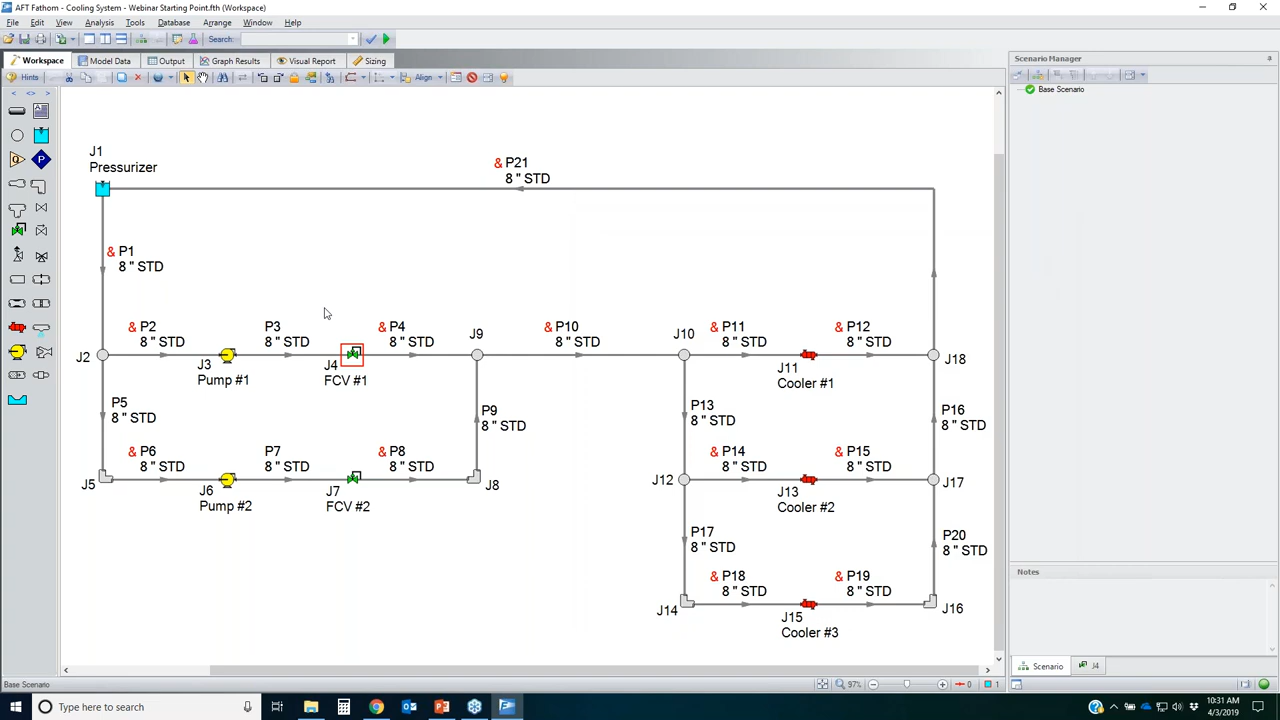 AFT Fathom - Cooling System - Webinar Starting Point.fth (Workspace)
File Edit View Analysis Tools Database Arrange Window Help
Search:
Workspace Model Data Output Graph Results Visual Report Sizing
Hints Align
Scenario Manager
Base Scenario
J1
Pressurizer
& P21
8 " STD
& P1
8 " STD
& P2
8 " STD
P3
8 " STD
& P4
8 " STD
J9
& P10
8 " STD
J10
& P11
8 " STD
& P12
8 " STD
J2
J3
Pump #1
J4
FCV #1
J11
Cooler #1
J18
P5
8 " STD
P9
8 " STD
P13
8 " STD
P16
8 " STD
& P6
8 " STD
P7
8 " STD
& P8
8 " STD
& P14
8 " STD
& P15
8 " STD
J5
J6
Pump #2
J7
FCV #2
J8
J12
J13
Cooler #2
J17
P17
8 " STD
P20
8 " STD
& P18
8 " STD
& P19
8 " STD
J14
J15
Cooler #3
J16
Notes
Scenario J4
Base Scenario
97% 0 1
Type here to search
10:31 AM
4/3/2019